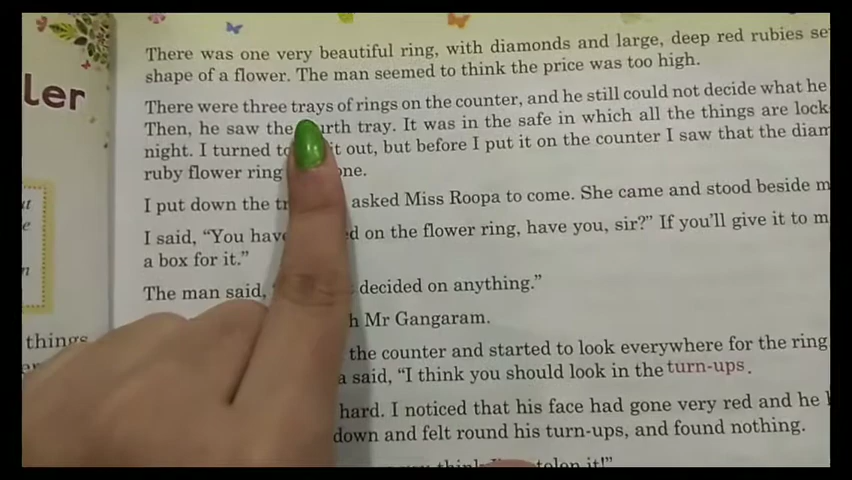 There was one very beautiful ring, with diamonds and large, deep red rubies se
shape of a flower. The man seemed to think the price was too high.
There were three trays of rings on the counter, and he still could not decide what he
Then, he saw the urth tray. It was in the safe in which all the things are lock
night. I turned to it out, but before I put it on the counter I saw that the diam
ruby flower ring one.
I put down the tr asked Miss Roopa to come. She came and stood beside m
I said, "You have d on the flower ring, have you, sir?" If you'll give it to m
a box for it."
The man said, decided on anything."
h Mr Gangaram.
the counter and started to look everywhere for the ring
a said, "I think you should look in the turn-ups.
hard. I noticed that his face had gone very red and he
down and felt round his turn-ups, and found nothing.
ler
things